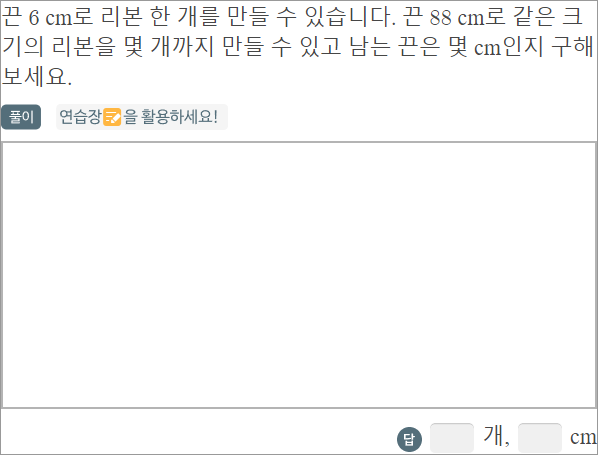 끈 6 cm로 리본 한 개를 만들 수 있습니다. 끈 88 cm로 같은 크
기의 리본을 몇 개까지 만들 수 있고 남는 끈은 몇 cm인지 구해
보세요.
풀이 연습장을 활용하세요!
답 개, cm